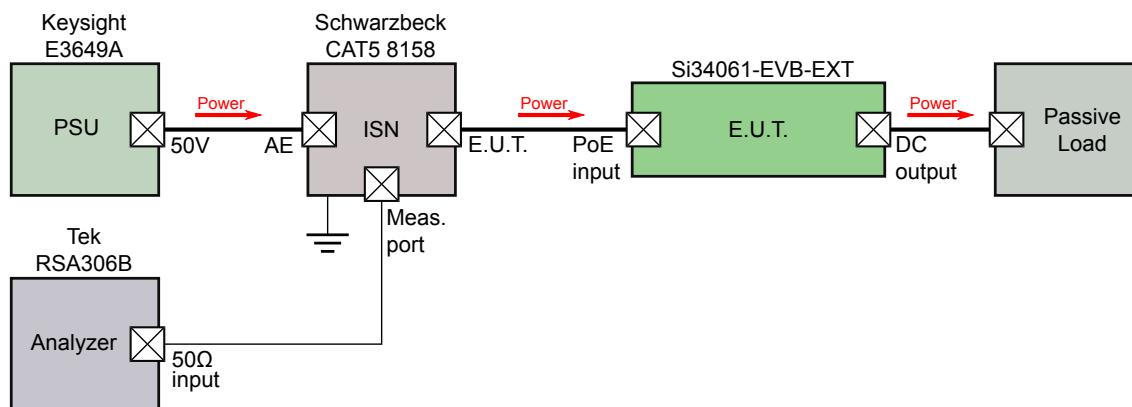 Keysight
E3649A
PSU
50V
Power
Schwarzbeck
CAT5 8158
ISN
AE
E.U.T.
Meas.
port
Power
Si34061-EVB-EXT
E.U.T.
PoE
input
DC
output
Power
Passive
Load
Tek
RSA306B
Analyzer
50Ω
input